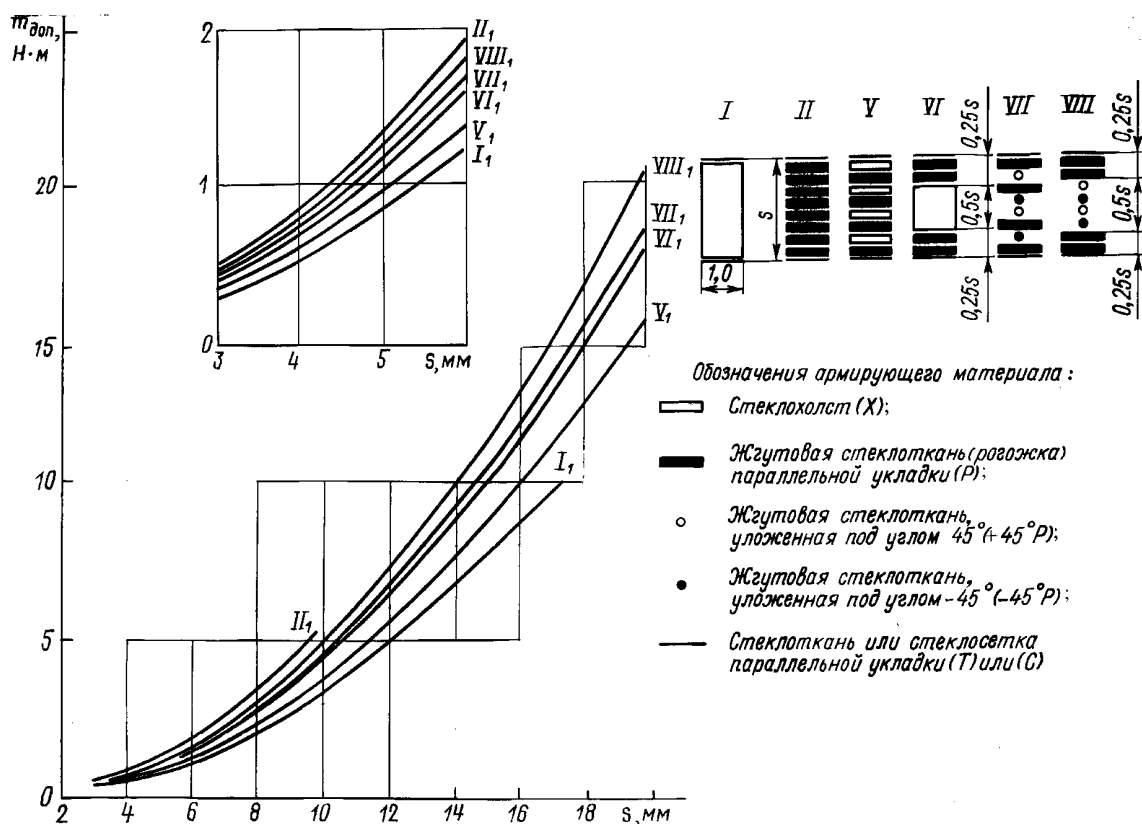 m̅доп,
Н·м
20
15
10
5
0
2
4
6
8
10
12
14
16
18
s, мм
2
1
0
3
4
5
s, мм
II₁
VIII₁
VII₁
VI₁
V₁
I₁
VIII₁
VII₁
VI₁
V₁
I₁
II₁
I
II
V
VI
VII
VIII
s
1,0
0,25s
0,5s
0,25s
0,25s
0,5s
0,25s
Обозначения армирующего материала:
Стеклохолст (Х);
Жгутовая стеклоткань (рогожка)
параллельной укладки (Р);
Жгутовая стеклоткань,
уложенная под углом 45° (+45°Р);
Жгутовая стеклоткань,
уложенная под углом -45° (-45°Р);
Стеклоткань или стеклосетка
параллельной укладки (Т) или (С)